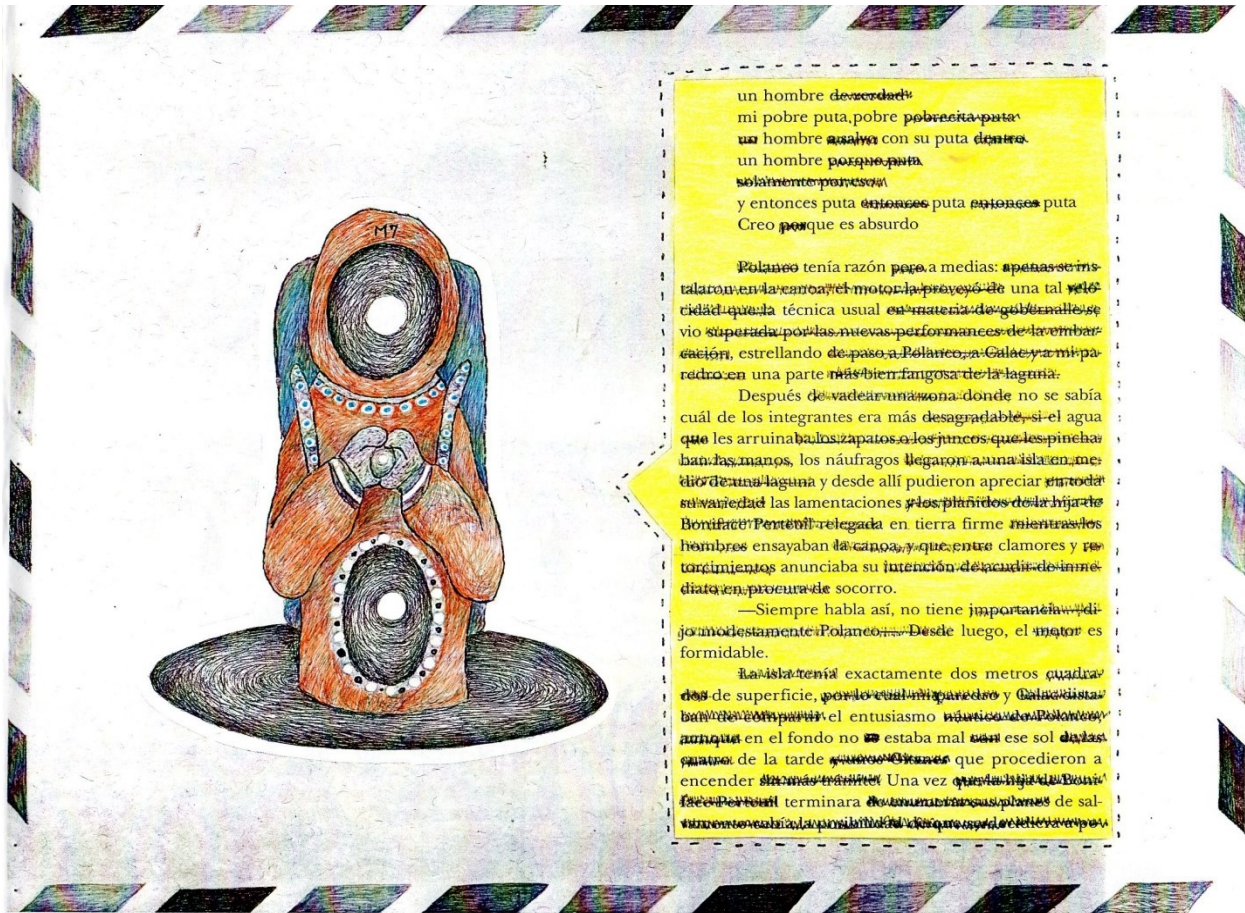 M7
un hombre de verdad
mi pobre puta, pobre pobrecita puta
un hombre a salvo con su puta dentro
un hombre porque puta
solamente por eso
y entonces puta entonces puta entonces puta
Creo porque es absurdo
Polanco tenía razón pero a medias: apenas se ins-
talaron en la canoa, el motor la proveyó de una tal velo-
cidad que la técnica usual en materia de gobernalle se
vio superada por las nuevas performances de la embar-
cación, estrellando de paso a Polanco, a Calac y a mi pa-
redro en una parte más bien fangosa de la laguna.
Después de vadear una zona donde no se sabía
cuál de los integrantes era más desagradable, si el agua
que les arruinaba los zapatos o los juncos que les pincha-
ban las manos, los náufragos llegaron a una isla en me-
dio de una laguna y desde allí pudieron apreciar en toda
su variedad las lamentaciones y los plañidos de la hija de
Boniface Perteuil relegada en tierra firme mientras los
hombres ensayaban la canoa, y que entre clamores y re-
torcimientos anunciaba su intención de acudir de inme-
diato en procura de socorro.
—Siempre habla así, no tiene importancia — di-
jo modestamente Polanco—. Desde luego, el motor es
formidable.
La isla tenía exactamente dos metros cuadra-
dos de superficie, por lo cual mi paredro y Calac dista-
ban de compartir el entusiasmo náutico de Polanco,
aunque en el fondo no se estaba mal con ese sol de las
cuatro de la tarde y unos Gitanes que procedieron a
encender sin más trámite. Una vez que la hija de Boni-
face Perteuil terminara de enumerar sus planes de sal-
vamento cabía la posibilidad de que se decidiera a po-